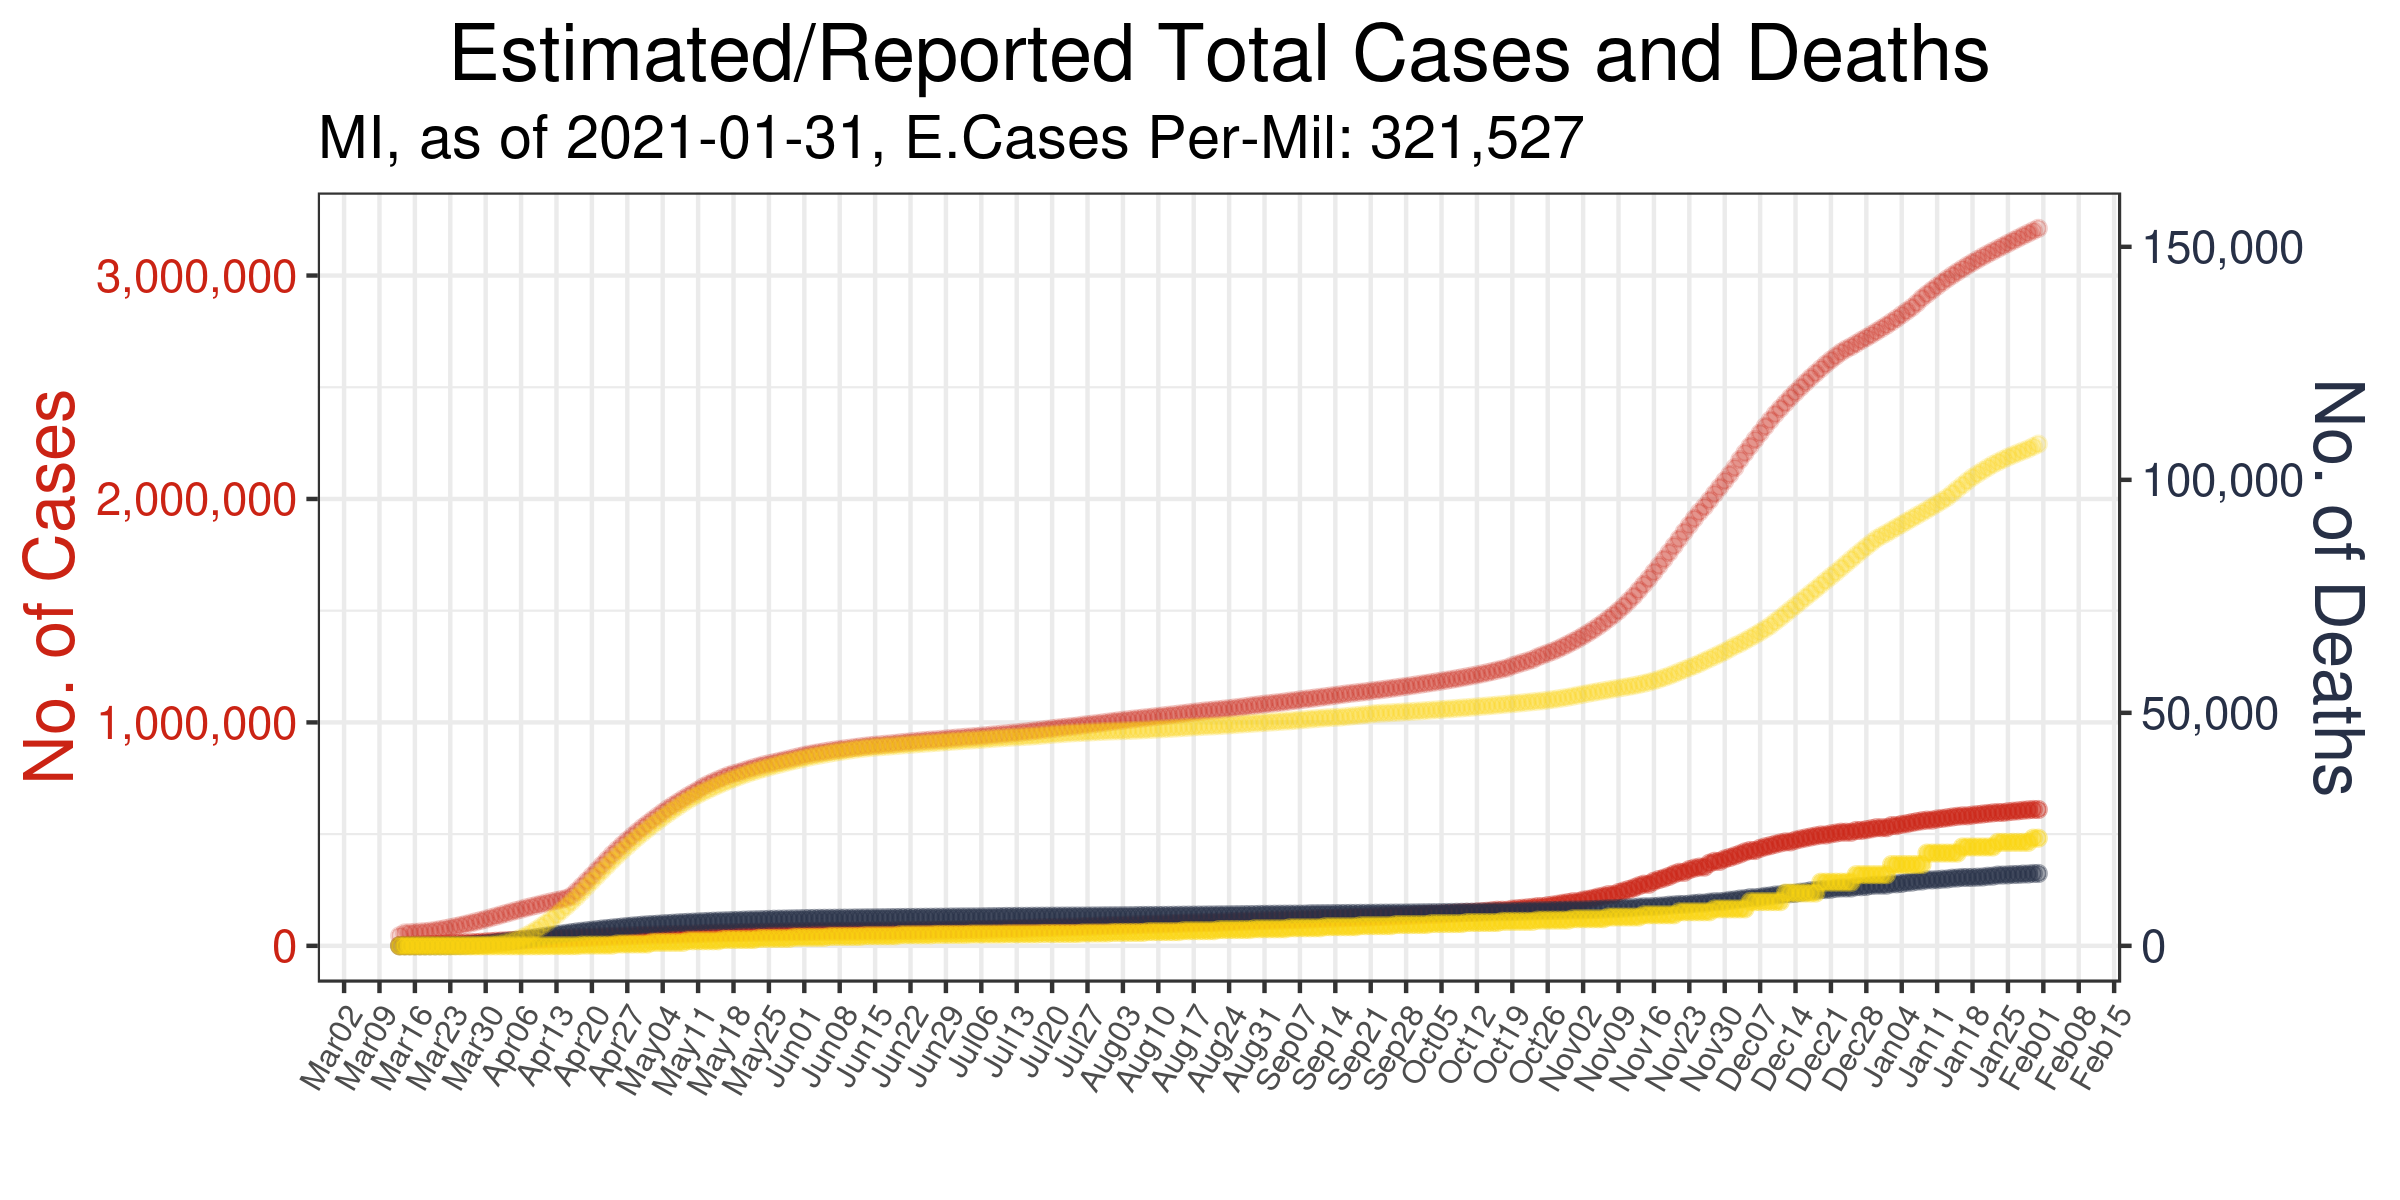 Estimated/Reported Total Cases and Deaths
MI, as of 2021-01-31, E.Cases Per-Mil: 321,527
No. of Cases
3,000,000
2,000,000
1,000,000
0
150,000
100,000
50,000
0
No. of Deaths
Mar02 Mar09 Mar16 Mar23 Mar30 Apr06 Apr13 Apr20 Apr27 May04 May11 May18 May25 Jun01 Jun08 Jun15 Jun22 Jun29 Jul06 Jul13 Jul20 Jul27 Aug03 Aug10 Aug17 Aug24 Aug31 Sep07 Sep14 Sep21 Sep28 Oct05 Oct12 Oct19 Oct26 Nov02 Nov09 Nov16 Nov23 Nov30 Dec07 Dec14 Dec21 Dec28 Jan04 Jan11 Jan18 Jan25 Feb01 Feb08 Feb15